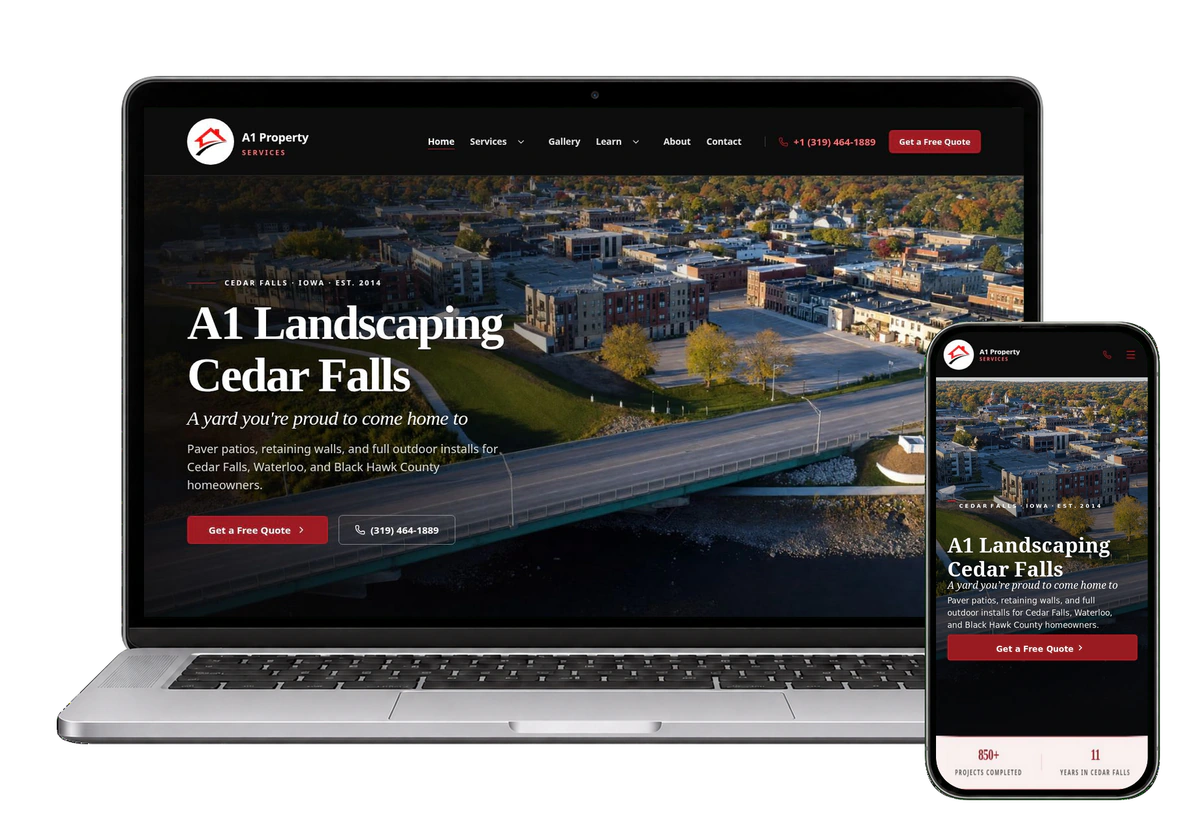 A1 Property
SERVICES
Home
Services
Gallery
Learn
About
Contact
+1 (319) 464-1889
Get a Free Quote
CEDAR FALLS · IOWA · EST. 2014
A1 Landscaping
Cedar Falls
A yard you're proud to come home to
Paver patios, retaining walls, and full outdoor installs for
Cedar Falls, Waterloo, and Black Hawk County
homeowners.
Get a Free Quote
(319) 464-1889
A1 Property
SERVICES
CEDAR FALLS · IOWA · EST. 2014
A1 Landscaping
Cedar Falls
A yard you're proud to come home to
Paver patios, retaining walls, and full
outdoor installs for Cedar Falls, Waterloo,
and Black Hawk County homeowners.
Get a Free Quote
850+
PROJECTS COMPLETED
11
YEARS IN CEDAR FALLS